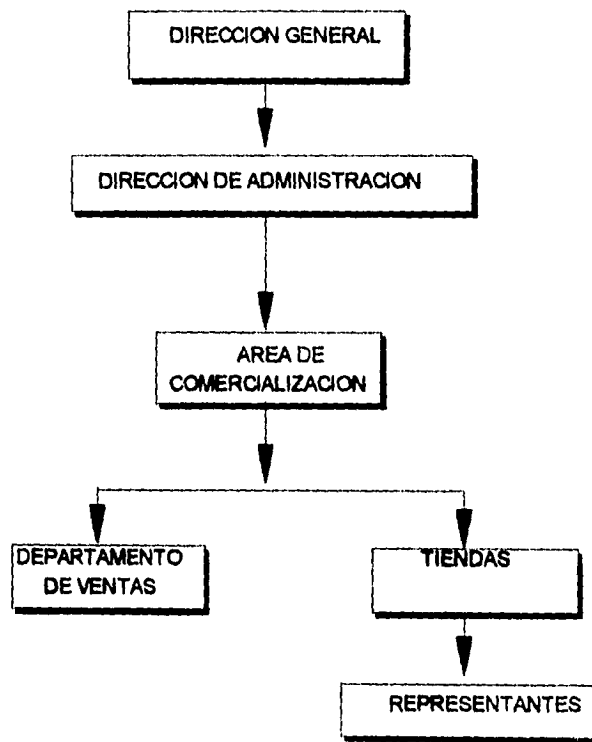 DIRECCION GENERAL
DIRECCION DE ADMINISTRACION
AREA DE
COMERCIALIZACION
DEPARTAMENTO
DE VENTAS
TIENDAS
REPRESENTANTES